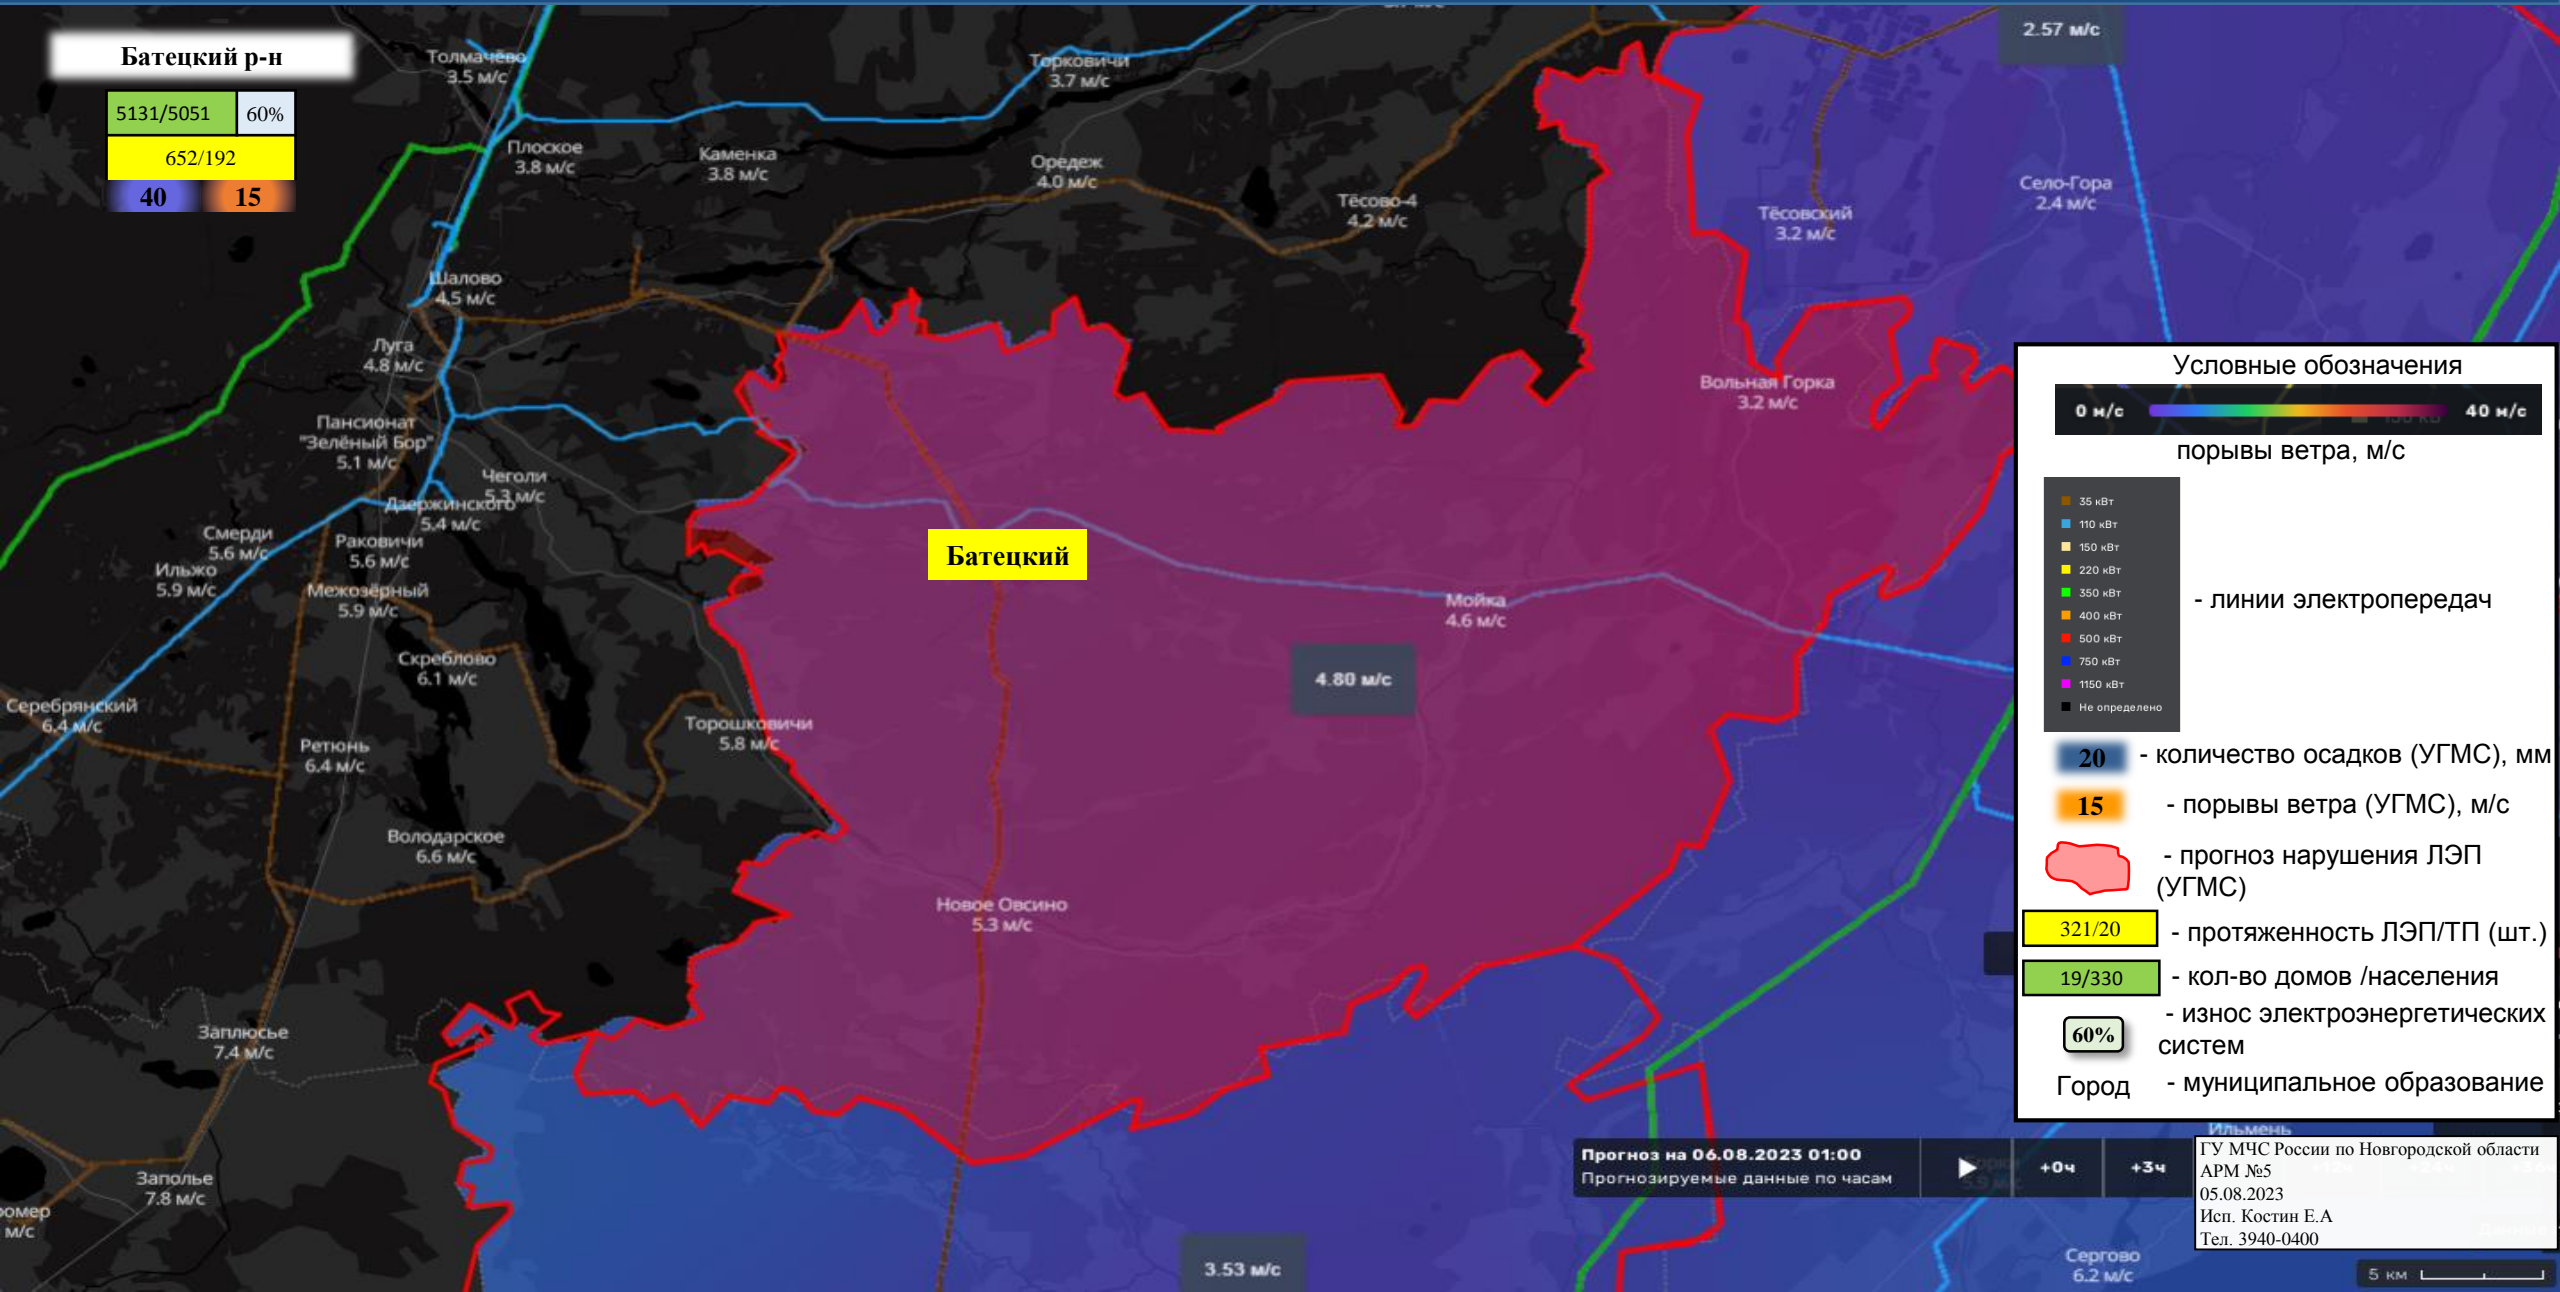 Батецкий р-н
5131/5051 60%
652/192
40 15
Толмачёво
3.5 м/с
Торковичи
3.7 м/с
2.57 м/с
Плоское
3.8 м/с
Каменка
3.8 м/с
Оредеж
4.0 м/с
Тёсово-4
4.2 м/с
Тёсовский
3.2 м/с
Село-Гора
2.4 м/с
Шалово
4.5 м/с
Луга
4.8 м/с
Вольная Горка
3.2 м/с
Пансионат
"Зелёный Бор"
5.1 м/с
Чеголи
5.3 м/с
Дзержинского
5.4 м/с
Смерди
5.6 м/с
Раковичи
5.6 м/с
Ильжо
5.9 м/с
Межозёрный
5.9 м/с
Батецкий
Мойка
4.6 м/с
4.80 м/с
Скреблово
6.1 м/с
Серебрянский
6.4 м/с
Торошковичи
5.8 м/с
Ретюнь
6.4 м/с
Володарское
6.6 м/с
Новое Овсино
5.3 м/с
Заплюсье
7.4 м/с
Заполье
7.8 м/с
ромер
м/с
3.53 м/с
Сергово
6.2 м/с
5 км
Условные обозначения
0 м/с 40 м/с
порывы ветра, м/с
35 кВт
110 кВт
150 кВт
220 кВт
350 кВт
400 кВт
500 кВт
750 кВт
1150 кВт
Не определено
- линии электропередач
20 - количество осадков (УГМС), мм
15 - порывы ветра (УГМС), м/с
- прогноз нарушения ЛЭП
(УГМС)
321/20 - протяженность ЛЭП/ТП (шт.)
19/330 - кол-во домов /населения
60% - износ электроэнергетических
систем
Город - муниципальное образование
Ильмень
Прогноз на 06.08.2023 01:00
Прогнозируемые данные по часам
+0ч +3ч
ГУ МЧС России по Новгородской области
АРМ №5
05.08.2023
Исп. Костин Е.А
Тел. 3940-0400